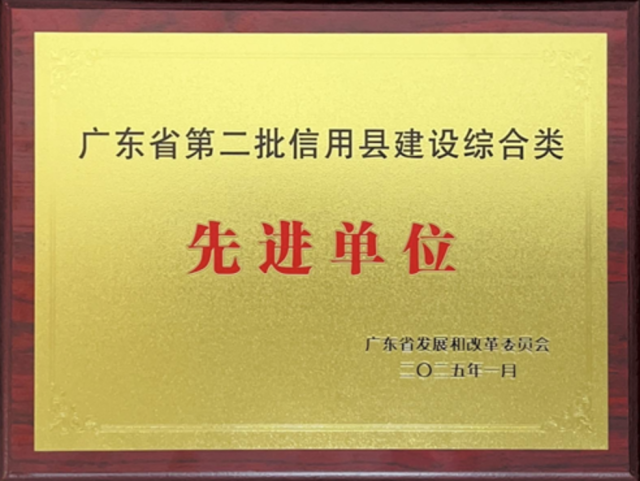 广东省第二批信用县建设综合类
先进单位
广东省发展和改革委员会
二〇二五年一月